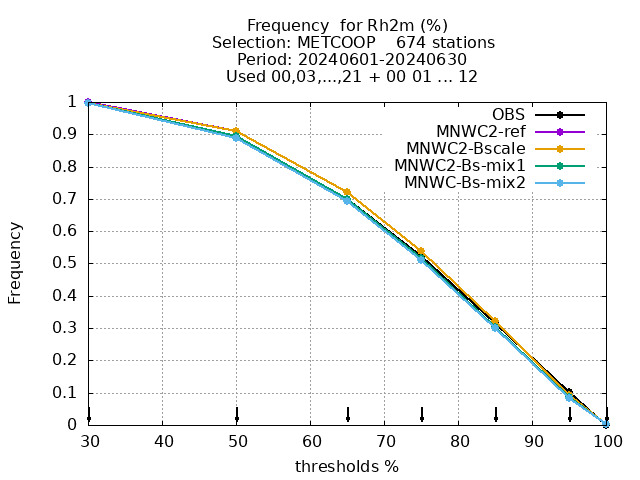 Frequency  for Rh2m (%)
Selection: METCOOP    674 stations
Period: 20240601-20240630
Used 00,03,...,21 + 00 01 ... 12
1
0.9
0.8
0.7
0.6
0.5
0.4
0.3
0.2
0.1
0
Frequency
OBS
MNWC2-ref
MNWC2-Bscale
MNWC2-Bs-mix1
MNWC-Bs-mix2
30 40 50 60 70 80 90 100
thresholds %